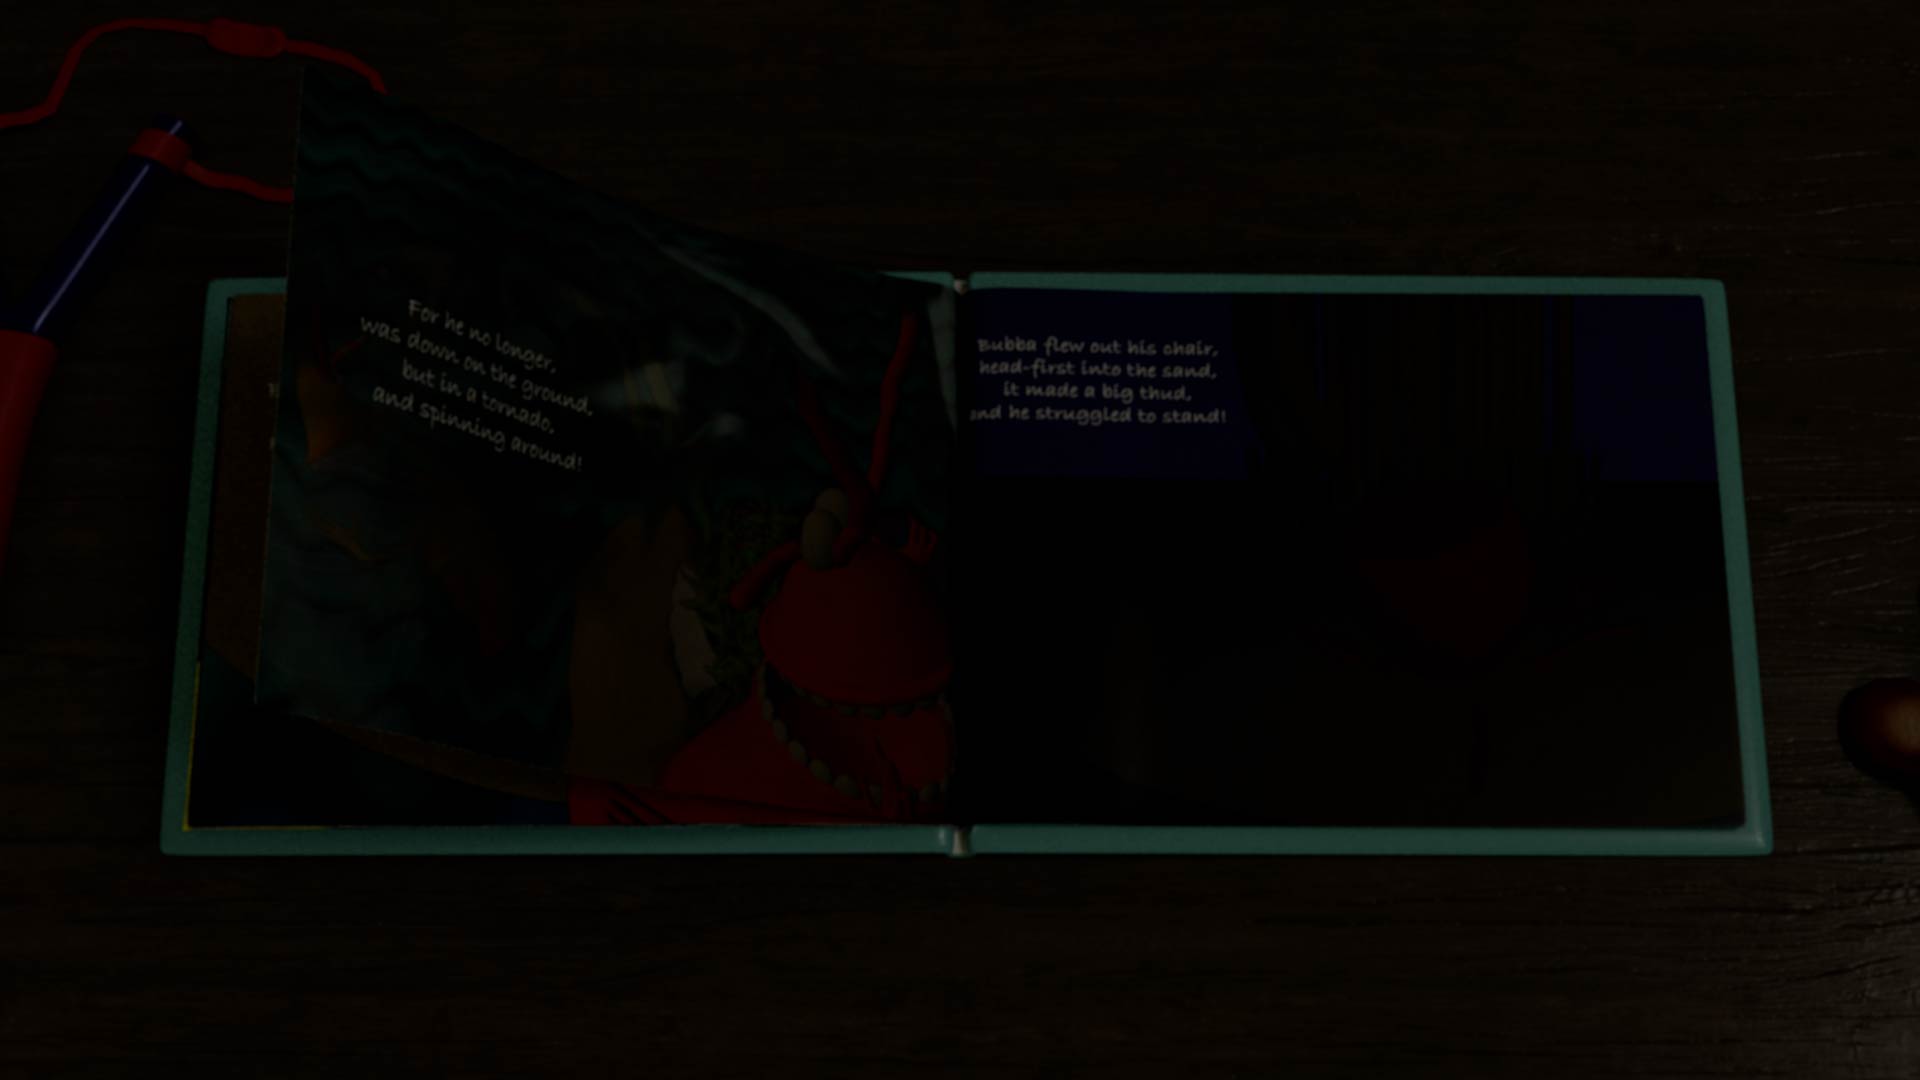 For he no longer,
was down on the ground,
but in a tornado,
and spinning around!
Bubba flew out his chair,
head-first into the sand,
it made a big thud,
and he struggled to stand!